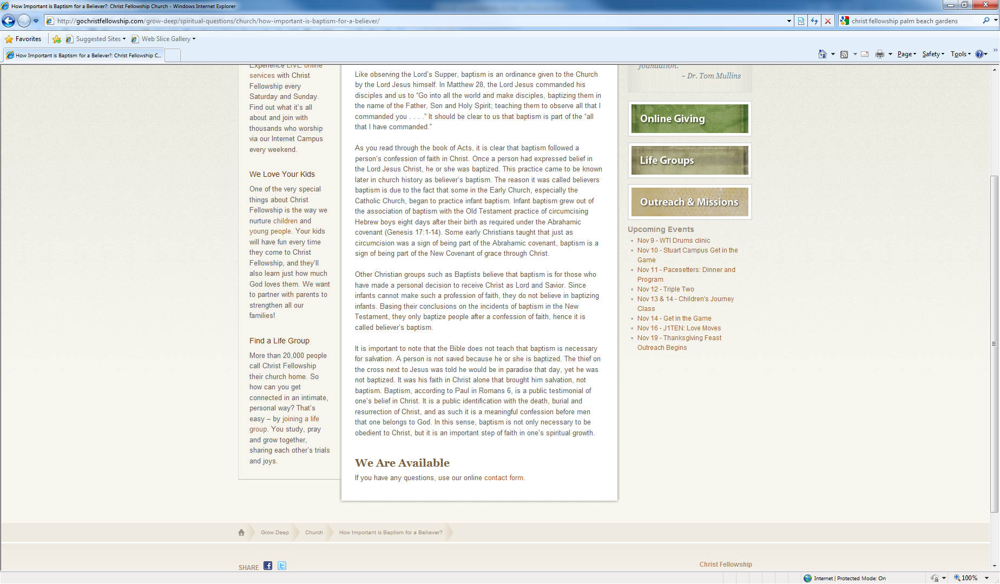 How Important is Baptism for a Believer?: Christ Fellowship Church - Windows Internet Explorer
http://gochristfellowship.com/grow-deep/spiritual-questions/church/how-important-is-baptism-for-a-believer/
christ fellowship palm beach gardens
Favorites
Suggested Sites
Web Slice Gallery
How Important is Baptism for a Believer?: Christ Fellowship C...
Page
Safety
Tools
Experience LIVE online
services with Christ
Fellowship every
Saturday and Sunday.
Find out what it's all
about and join with
thousands who worship
via our Internet Campus
every weekend.
We Love Your Kids
One of the very special
things about Christ
Fellowship is the way we
nurture children and
young people. Your kids
will have fun every time
they come to Christ
Fellowship, and they'll
also learn just how much
God loves them. We want
to partner with parents to
strengthen all our
families!
Find a Life Group
More than 20,000 people
call Christ Fellowship
their church home. So
how can you get
connected in an intimate,
personal way? That's
easy – by joining a life
group. You study, pray
and grow together,
sharing each other's trials
and joys.
Like observing the Lord's Supper, baptism is an ordinance given to the Church
by the Lord Jesus himself. In Matthew 28, the Lord Jesus commanded his
disciples and us to “Go into all the world and make disciples, baptizing them in
the name of the Father, Son and Holy Spirit; teaching them to observe all that I
commanded you . . . .” It should be clear to us that baptism is part of the “all
that I have commanded.”
As you read through the book of Acts, it is clear that baptism followed a
person's confession of faith in Christ. Once a person had expressed belief in
the Lord Jesus Christ, he or she was baptized. This practice came to be known
later in church history as believer's baptism. The reason it was called believers
baptism is due to the fact that some in the Early Church, especially the
Catholic Church, began to practice infant baptism. Infant baptism grew out of
the association of baptism with the Old Testament practice of circumcising
Hebrew boys eight days after their birth as required under the Abrahamic
covenant (Genesis 17:1-14). Some early Christians taught that just as
circumcision was a sign of being part of the Abrahamic covenant, baptism is a
sign of being part of the New Covenant of grace through Christ.
Other Christian groups such as Baptists believe that baptism is for those who
have made a personal decision to receive Christ as Lord and Savior. Since
infants cannot make such a profession of faith, they do not believe in baptizing
infants. Basing their conclusions on the incidents of baptism in the New
Testament, they only baptize people after a confession of faith, hence it is
called believer's baptism.
It is important to note that the Bible does not teach that baptism is necessary
for salvation. A person is not saved because he or she is baptized. The thief on
the cross next to Jesus was told he would be in paradise that day, yet he was
not baptized. It was his faith in Christ alone that brought him salvation, not
baptism. Baptism, according to Paul in Romans 6, is a public testimonial of
one's belief in Christ. It is a public identification with the death, burial and
resurrection of Christ, and as such it is a meaningful confession before men
that one belongs to God. In this sense, baptism is not only necessary to be
obedient to Christ, but it is an important step of faith in one's spiritual growth.
We Are Available
If you have any questions, use our online contact form.
foundation.
~ Dr. Tom Mullins
Online Giving
Life Groups
Outreach & Missions
Upcoming Events
Nov 9 - WTI Drums clinic
Nov 10 - Stuart Campus Get in the
Game
Nov 11 - Pacesetters: Dinner and
Program
Nov 12 - Triple Two
Nov 13 & 14 - Children's Journey
Class
Nov 14 - Get in the Game
Nov 16 - J1TEN: Love Moves
Nov 19 - Thanksgiving Feast
Outreach Begins
Grow Deep
Church
How Important is Baptism for a Believer?
SHARE
Christ Fellowship
Internet | Protected Mode: On
100%